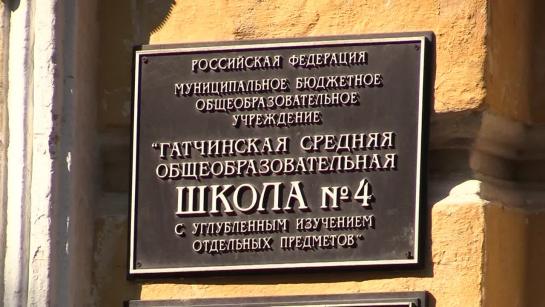 РОССИЙСКАЯ ФЕДЕРАЦИЯ
МУНИЦИПАЛЬНОЕ БЮДЖЕТНОЕ
ОБЩЕОБРАЗОВАТЕЛЬНОЕ
УЧРЕЖДЕНИЕ
"ГАТЧИНСКАЯ СРЕДНЯЯ
ОБЩЕОБРАЗОВАТЕЛЬНАЯ
ШКОЛА №4
С УГЛУБЛЕННЫМ ИЗУЧЕНИЕМ
ОТДЕЛЬНЫХ ПРЕДМЕТОВ"